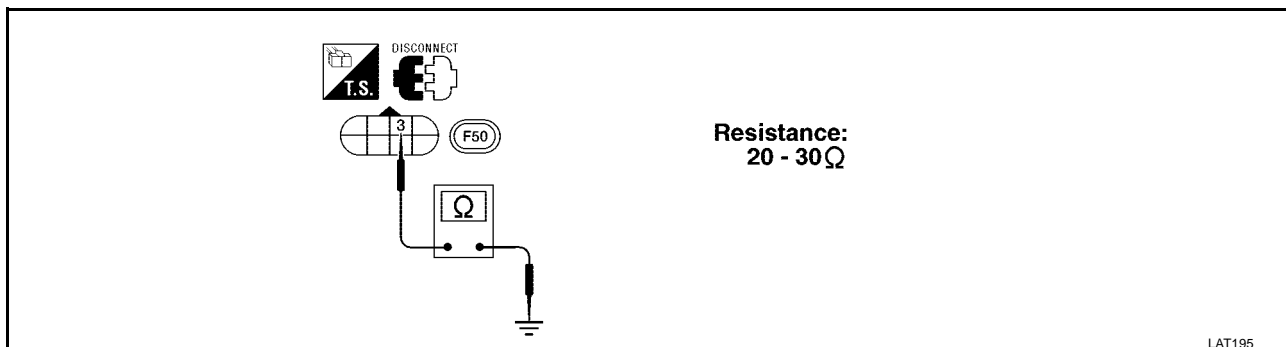 DISCONNECT
T.S.
3
F50
Ω
Resistance:
20 - 30Ω
LAT195